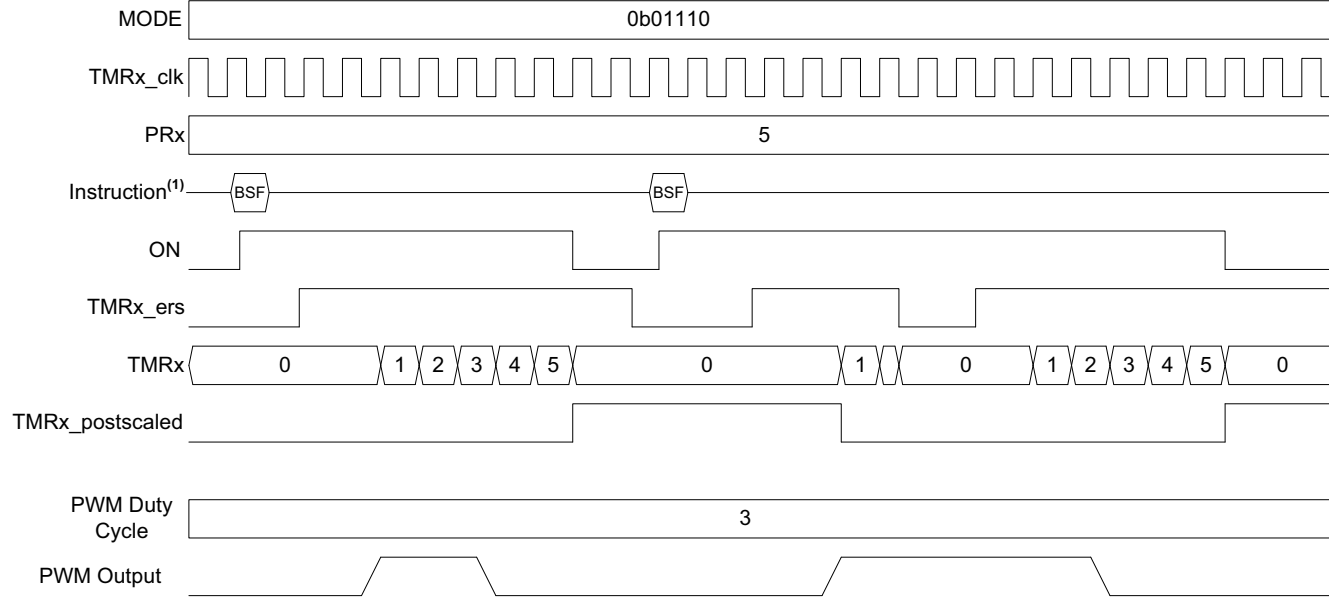 MODE 0b01110
TMRx_clk
PRx 5
Instruction(1) BSF BSF
ON
TMRx_ers
TMRx 0 1 2 3 4 5 0 1 0 1 2 3 4 5 0
TMRx_postscaled
PWM Duty
Cycle 3
PWM Output